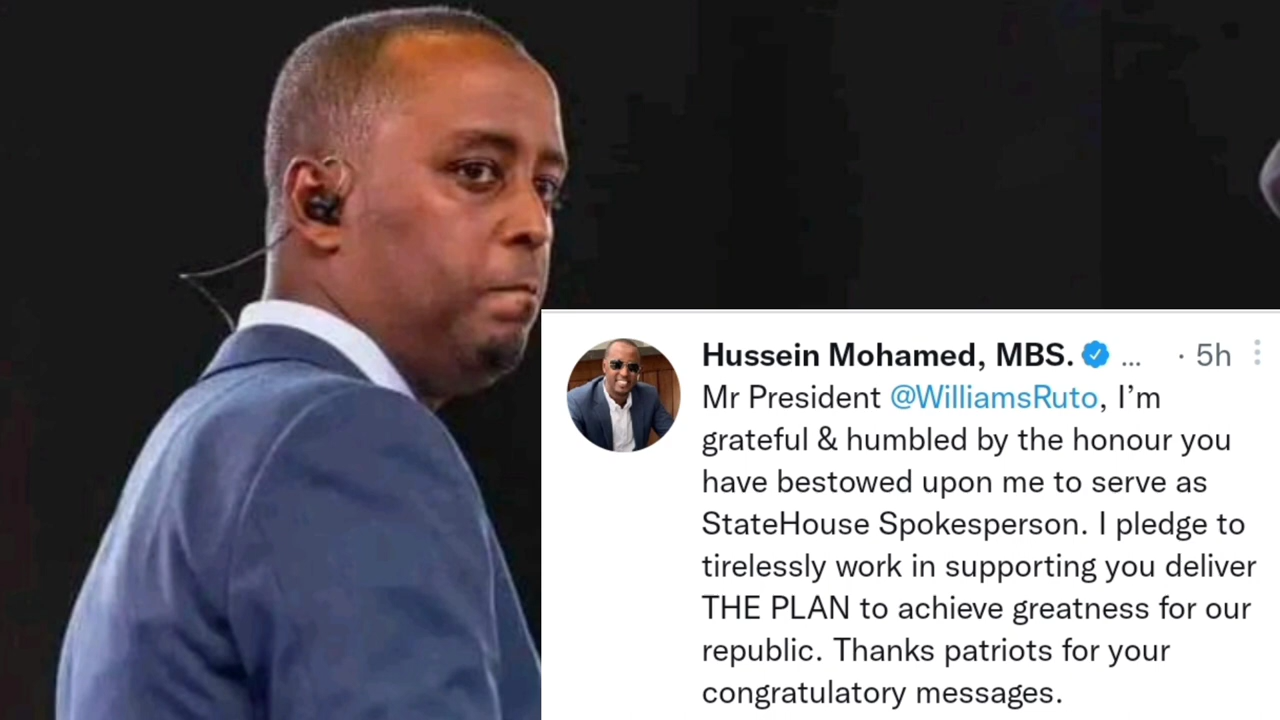 Hussein Mohamed, MBS. ... · 5h
Mr President @WilliamsRuto, I’m
grateful & humbled by the honour you
have bestowed upon me to serve as
StateHouse Spokesperson. I pledge to
tirelessly work in supporting you deliver
THE PLAN to achieve greatness for our
republic. Thanks patriots for your
congratulatory messages.